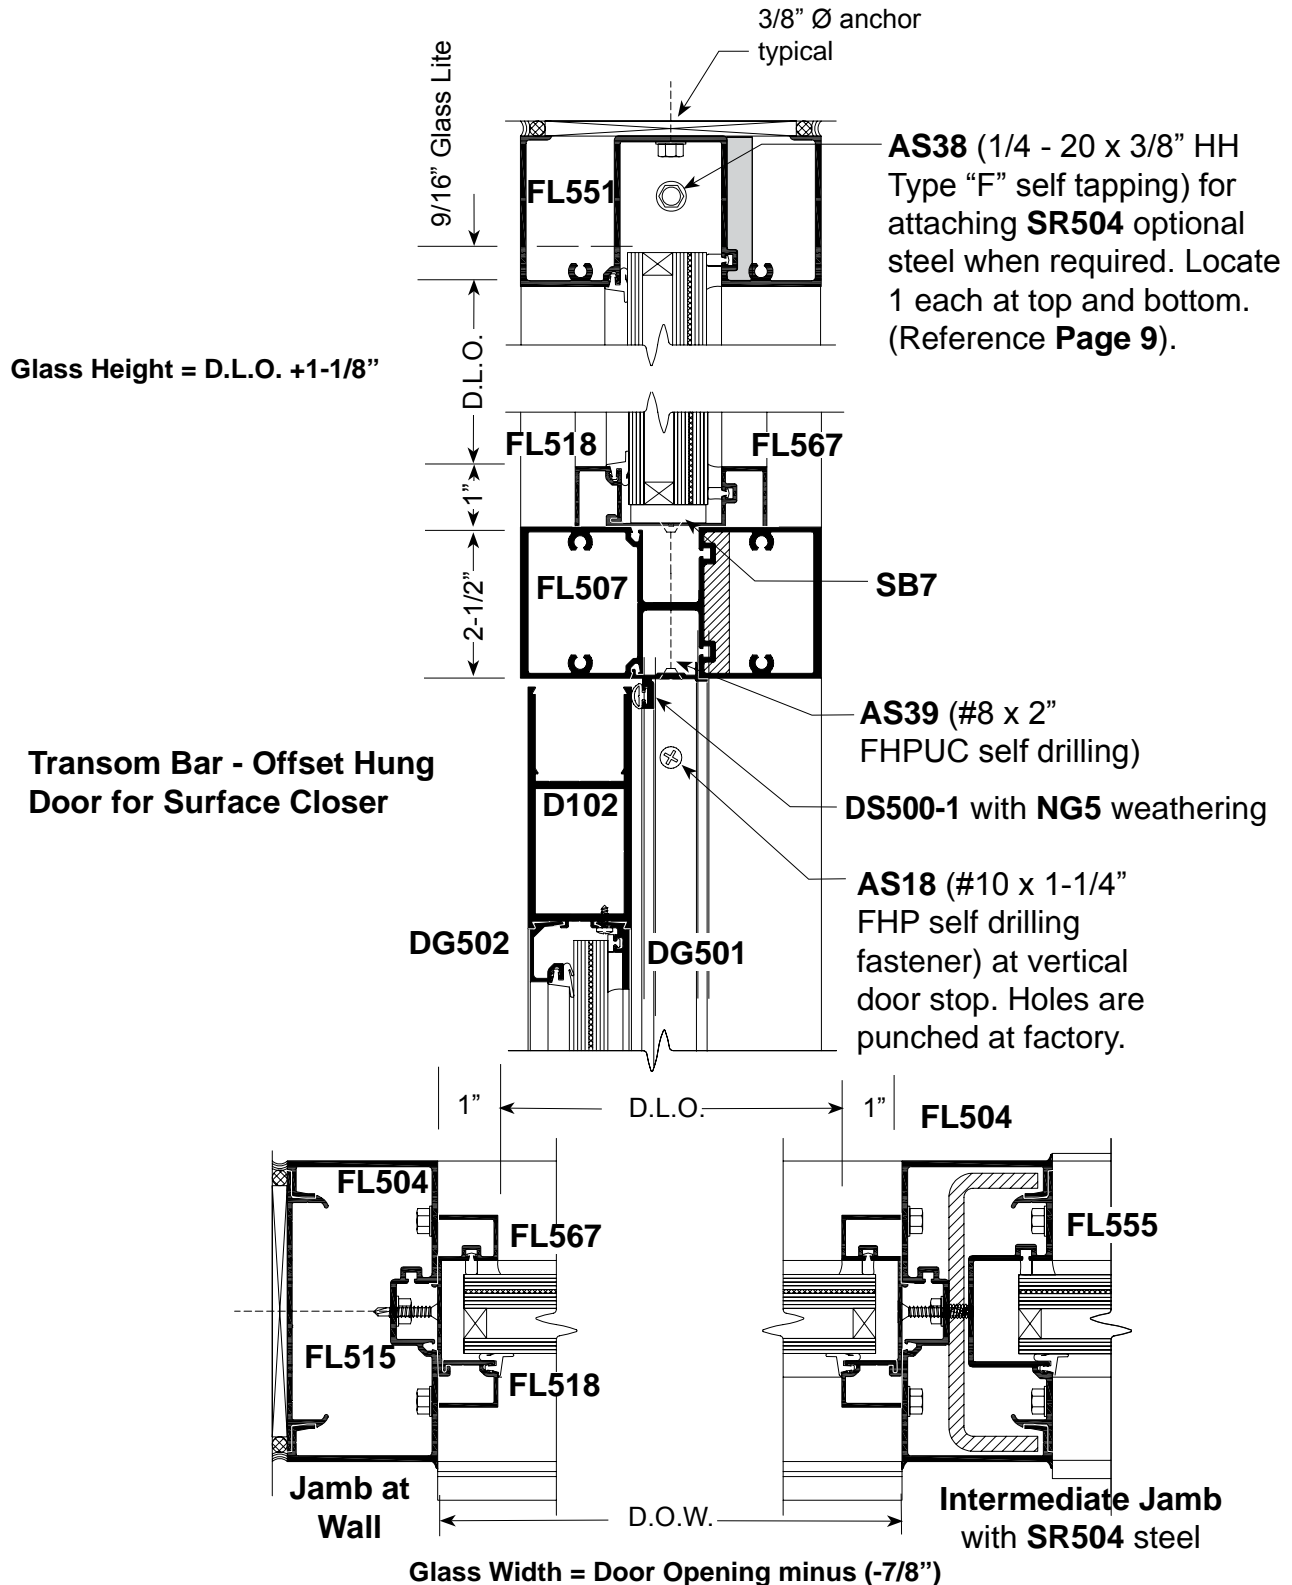 3/8” Ø anchor
typical
9/16” Glass Lite
AS38 (1/4 - 20 x 3/8” HH
Type “F” self tapping) for
attaching SR504 optional
steel when required. Locate
1 each at top and bottom.
(Reference Page 9).
FL551
D.L.O.
Glass Height = D.L.O. +1-1/8”
FL518
FL567
1”
2-1/2”
FL507
SB7
AS39 (#8 x 2”
FHPUC self drilling)
Transom Bar - Offset Hung
Door for Surface Closer
D102
DS500-1 with NG5 weathering
AS18 (#10 x 1-1/4”
FHP self drilling
fastener) at vertical
door stop. Holes are
punched at factory.
DG502
DG501
1”
D.L.O.
1”
FL504
FL504
FL567
FL555
FL515
FL518
Jamb at
Wall
D.O.W.
Intermediate Jamb
with SR504 steel
Glass Width = Door Opening minus (-7/8”)